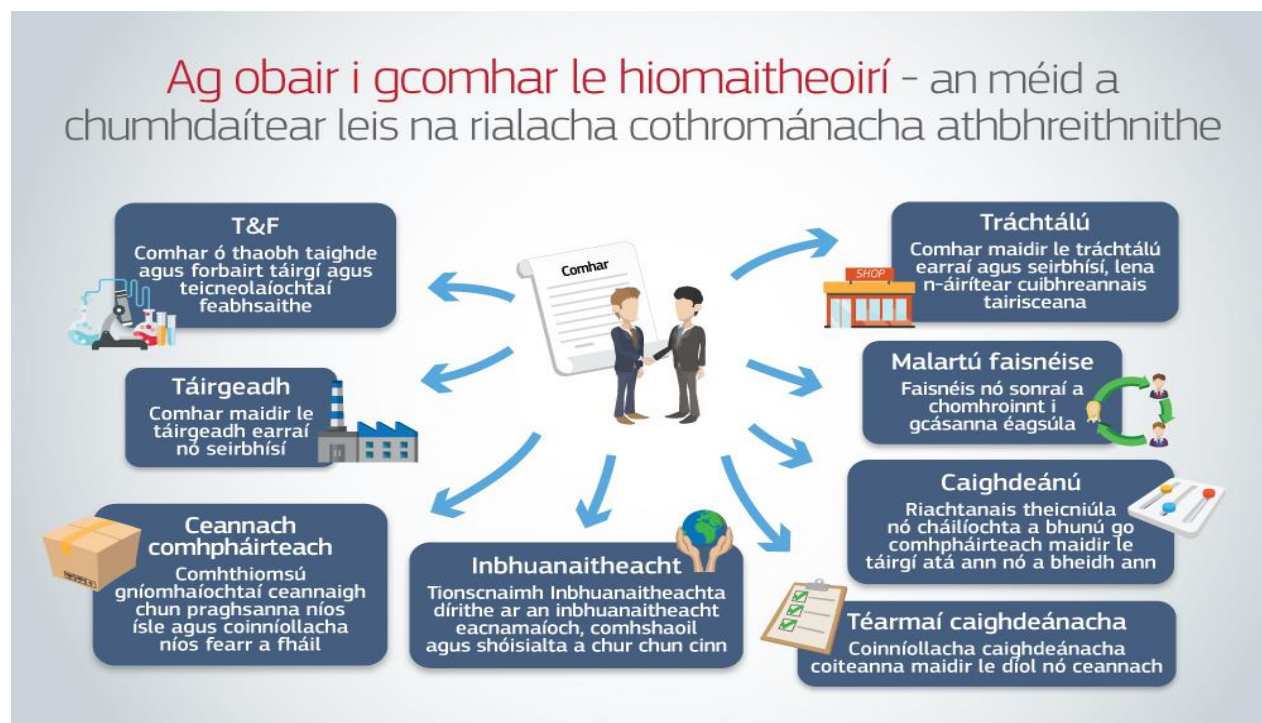 Ag obair i gcomhar le hiomaitheoirí - an méid a
chumhdaítear leis na rialacha cothrománacha athbhreithnithe
T&F
Comhar ó thaobh taighde
agus forbairt táirgí agus
teicneolaíochtaí
feabhsaithe
Táirgeadh
Comhar maidir le
táirgeadh earraí
nó seirbhísí
Ceannach
comhpháirteach
Comhthiomsú
gníomhaíochtaí ceannaigh
chun praghsanna níos
ísle agus coinníollacha
níos fearr a fháil
Comhar
Inbhuanaitheacht
Tionscnaimh Inbhuanaitheachta
dírithe ar an inbhuanaitheacht
eacnamaíoch, comhshaoil
agus shóisialta a chur chun cinn
Tráchtálú
Comhar maidir le tráchtálú
earraí agus seirbhísí, lena
n-áirítear cuibhreannais
tairisceana
SHOP
Malartú faisnéise
Faisnéis nó sonraí a
chomhroinnt i
gcásanna éagsúla
Caighdeánú
Riachtanais theicniúla
nó cháilíochta a bhunú go
comhpháirteach maidir le
táirgí atá ann nó a bheidh ann
Téarmaí caighdeánacha
Coinníollacha caighdeánacha
coiteanna maidir le díol nó ceannach